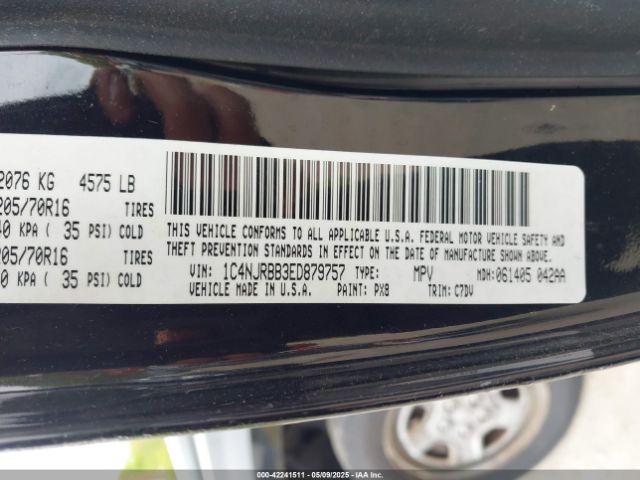 2076 KG 4575 LB
205/70R16 TIRES
40 KPA ( 35 PSI) COLD
205/70R16 TIRES
0 KPA ( 35 PSI) COLD
THIS VEHICLE CONFORMS TO ALL APPLICABLE U.S.A. FEDERAL MOTOR VEHICLE SAFETY AND
THEFT PREVENTION STANDARDS IN EFFECT ON THE DATE OF MANUFACTURE SHOWN ABOVE.
VIN: 1C4NJRBB3ED879757 TYPE: MPV MDH:061405 042AA
VEHICLE MADE IN U.S.A. PAINT: PX8 TRIM: C7DV
000-42241511 - 05/09/2025 - IAA Inc.